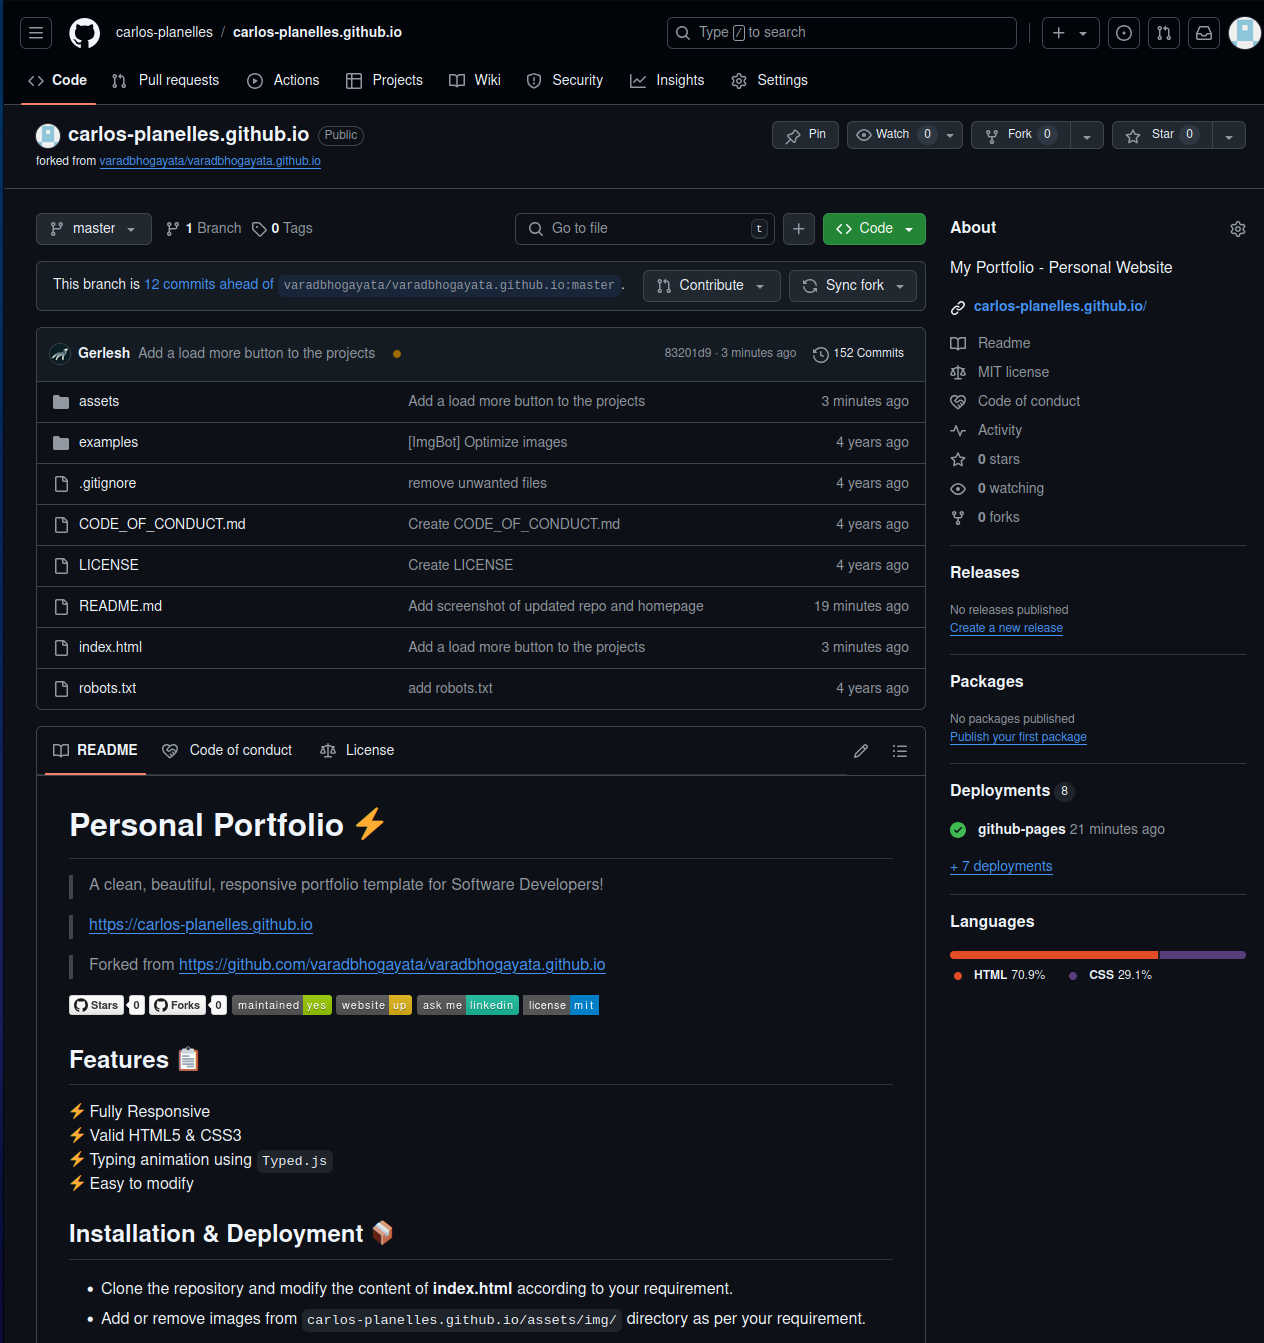 carlos-planelles / carlos-planelles.github.io
Type / to search
Code Pull requests Actions Projects Wiki Security Insights Settings
carlos-planelles.github.io Public
Pin Watch 0 Fork 0 Star 0
forked from varadbhogayata/varadbhogayata.github.io
master 1 Branch 0 Tags Go to file t Code
This branch is 12 commits ahead of varadbhogayata/varadbhogayata.github.io:master .
Contribute Sync fork
Gerlesh Add a load more button to the projects 83201d9 · 3 minutes ago 152 Commits
assets Add a load more button to the projects 3 minutes ago
examples [ImgBot] Optimize images 4 years ago
.gitignore remove unwanted files 4 years ago
CODE_OF_CONDUCT.md Create CODE_OF_CONDUCT.md 4 years ago
LICENSE Create LICENSE 4 years ago
README.md Add screenshot of updated repo and homepage 19 minutes ago
index.html Add a load more button to the projects 3 minutes ago
robots.txt add robots.txt 4 years ago
README Code of conduct License
Personal Portfolio ⚡
A clean, beautiful, responsive portfolio template for Software Developers!
https://carlos-planelles.github.io
Forked from https://github.com/varadbhogayata/varadbhogayata.github.io
Stars 0 Forks 0 maintained yes website up ask me linkedin license mit
Features 📋
⚡ Fully Responsive
⚡ Valid HTML5 & CSS3
⚡ Typing animation using Typed.js
⚡ Easy to modify
Installation & Deployment 📦
• Clone the repository and modify the content of index.html according to your requirement.
• Add or remove images from carlos-planelles.github.io/assets/img/ directory as per your requirement.
About
My Portfolio - Personal Website
carlos-planelles.github.io/
Readme
MIT license
Code of conduct
Activity
0 stars
0 watching
0 forks
Releases
No releases published
Create a new release
Packages
No packages published
Publish your first package
Deployments 8
github-pages 21 minutes ago
+ 7 deployments
Languages
HTML 70.9% CSS 29.1%